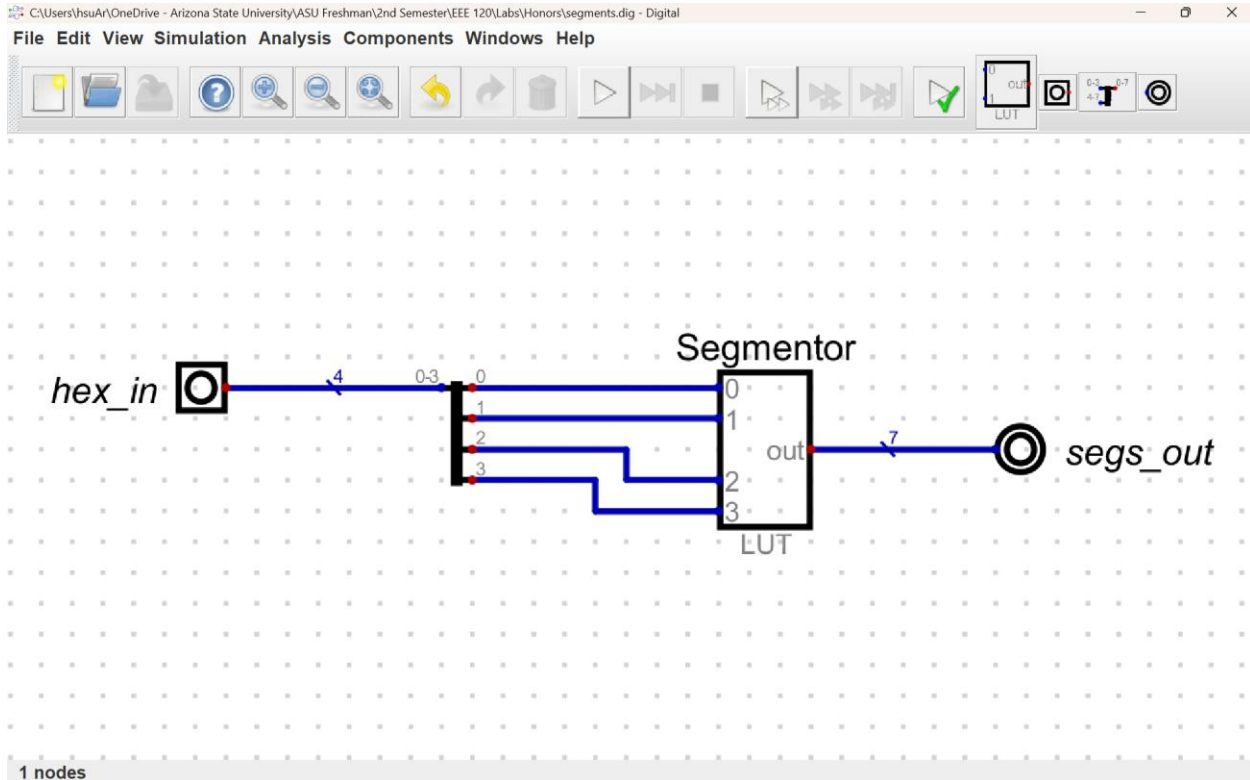 C:\Users\hsuAr\OneDrive - Arizona State University\ASU Freshman\2nd Semester\EEE 120\Labs\Honors\segments.dig - Digital
File Edit View Simulation Analysis Components Windows Help
0 out 1 LUT 0-3 4-7 0-7
Segmentor
hex_in 4 0-3 0 0
1 1
2 out 7 segs_out
3 2
3
LUT
1 nodes